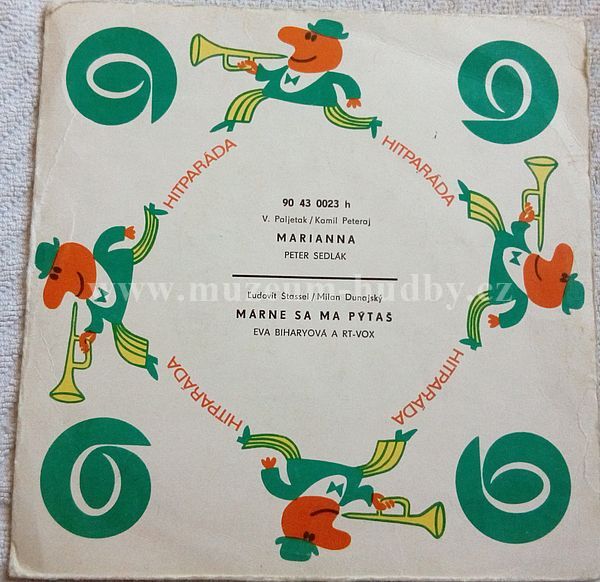 HITPARÁDA
HITPARÁDA
90 43 0023 h
V. Paljetak/Kamil Peteraj
MARIANNA
PETER SEDLÁK
www.muzeum-hudby.cz
Ľudovít Štassel/Milan Dunajský
MÁRNE SA MA PÝTAŠ
EVA BIHARYOVÁ A RT-VOX
HITPARÁDA
HITPARÁDA